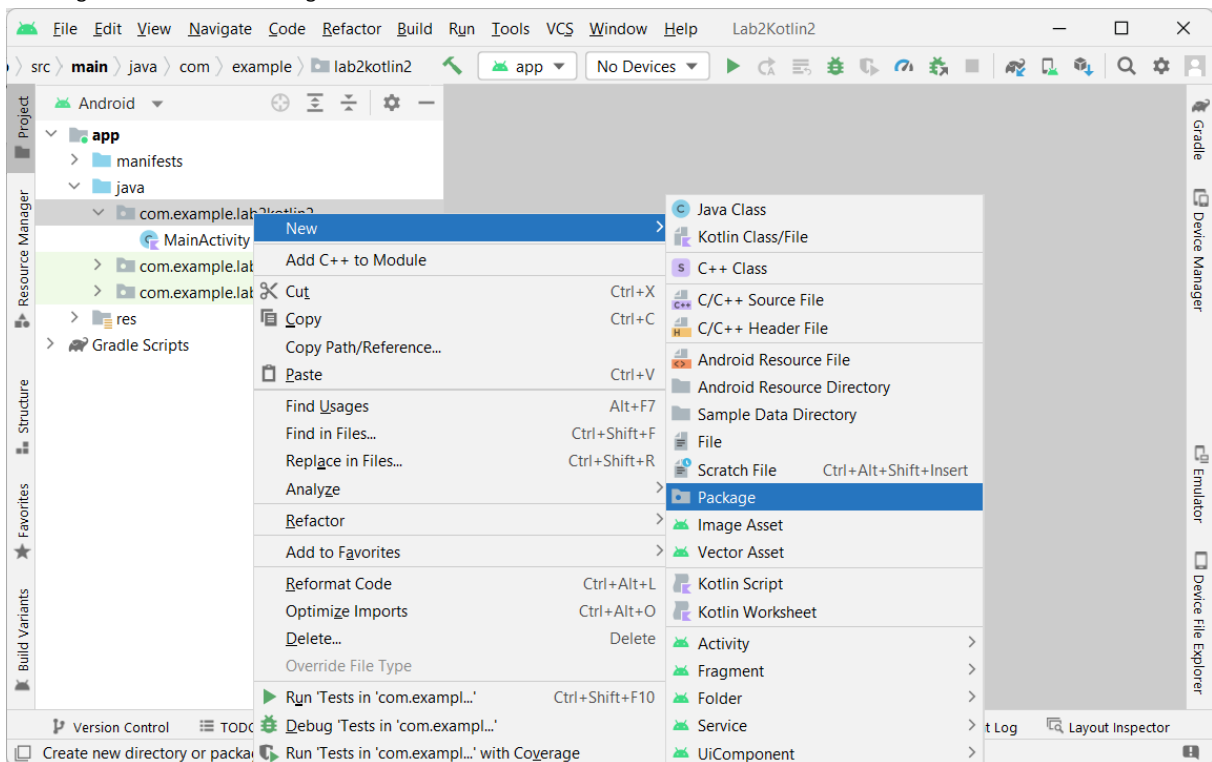 File Edit View Navigate Code Refactor Build Run Tools VCS Window Help Lab2Kotlin2
src main java com example lab2kotlin2 app No Devices
Project
Resource Manager
Structure
Favorites
Build Variants
Android
app
manifests
java
com.example.lab2kotlin2
MainActivity
com.example.lab
com.example.lab
res
Gradle Scripts
New
Add C++ to Module
Cut Ctrl+X
Copy Ctrl+C
Copy Path/Reference...
Paste Ctrl+V
Find Usages Alt+F7
Find in Files... Ctrl+Shift+F
Replace in Files... Ctrl+Shift+R
Analyze
Refactor
Add to Favorites
Reformat Code Ctrl+Alt+L
Optimize Imports Ctrl+Alt+O
Delete... Delete
Override File Type
Run 'Tests in 'com.exampl...' Ctrl+Shift+F10
Debug 'Tests in 'com.exampl...'
Run 'Tests in 'com.exampl...' with Coverage
C Java Class
Kotlin Class/File
S C++ Class
C++ C/C++ Source File
H C/C++ Header File
Android Resource File
Android Resource Directory
Sample Data Directory
File
Scratch File Ctrl+Alt+Shift+Insert
Package
Image Asset
Vector Asset
Kotlin Script
Kotlin Worksheet
Activity
Fragment
Folder
Service
UiComponent
Gradle
Device Manager
Emulator
Device File Explorer
Version Control TODO t Log Layout Inspector
Create new directory or packa